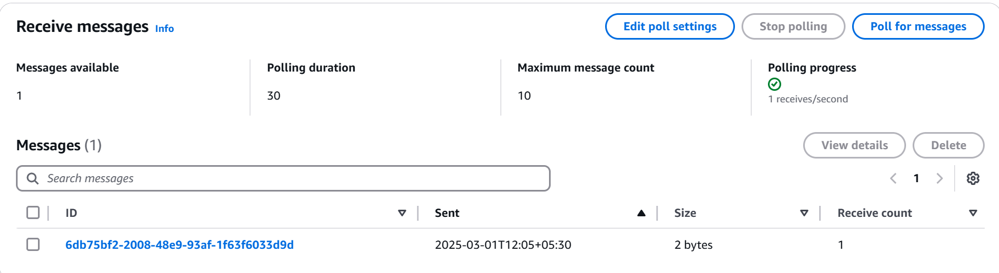 Receive messages Info
Edit poll settings
Stop polling
Poll for messages
Messages available
1
Polling duration
30
Maximum message count
10
Polling progress
1 receives/second
Messages (1)
View details
Delete
Search messages
1
ID Sent Size Receive count
6db75bf2-2008-48e9-93af-1f63f6033d9d 2025-03-01T12:05+05:30 2 bytes 1